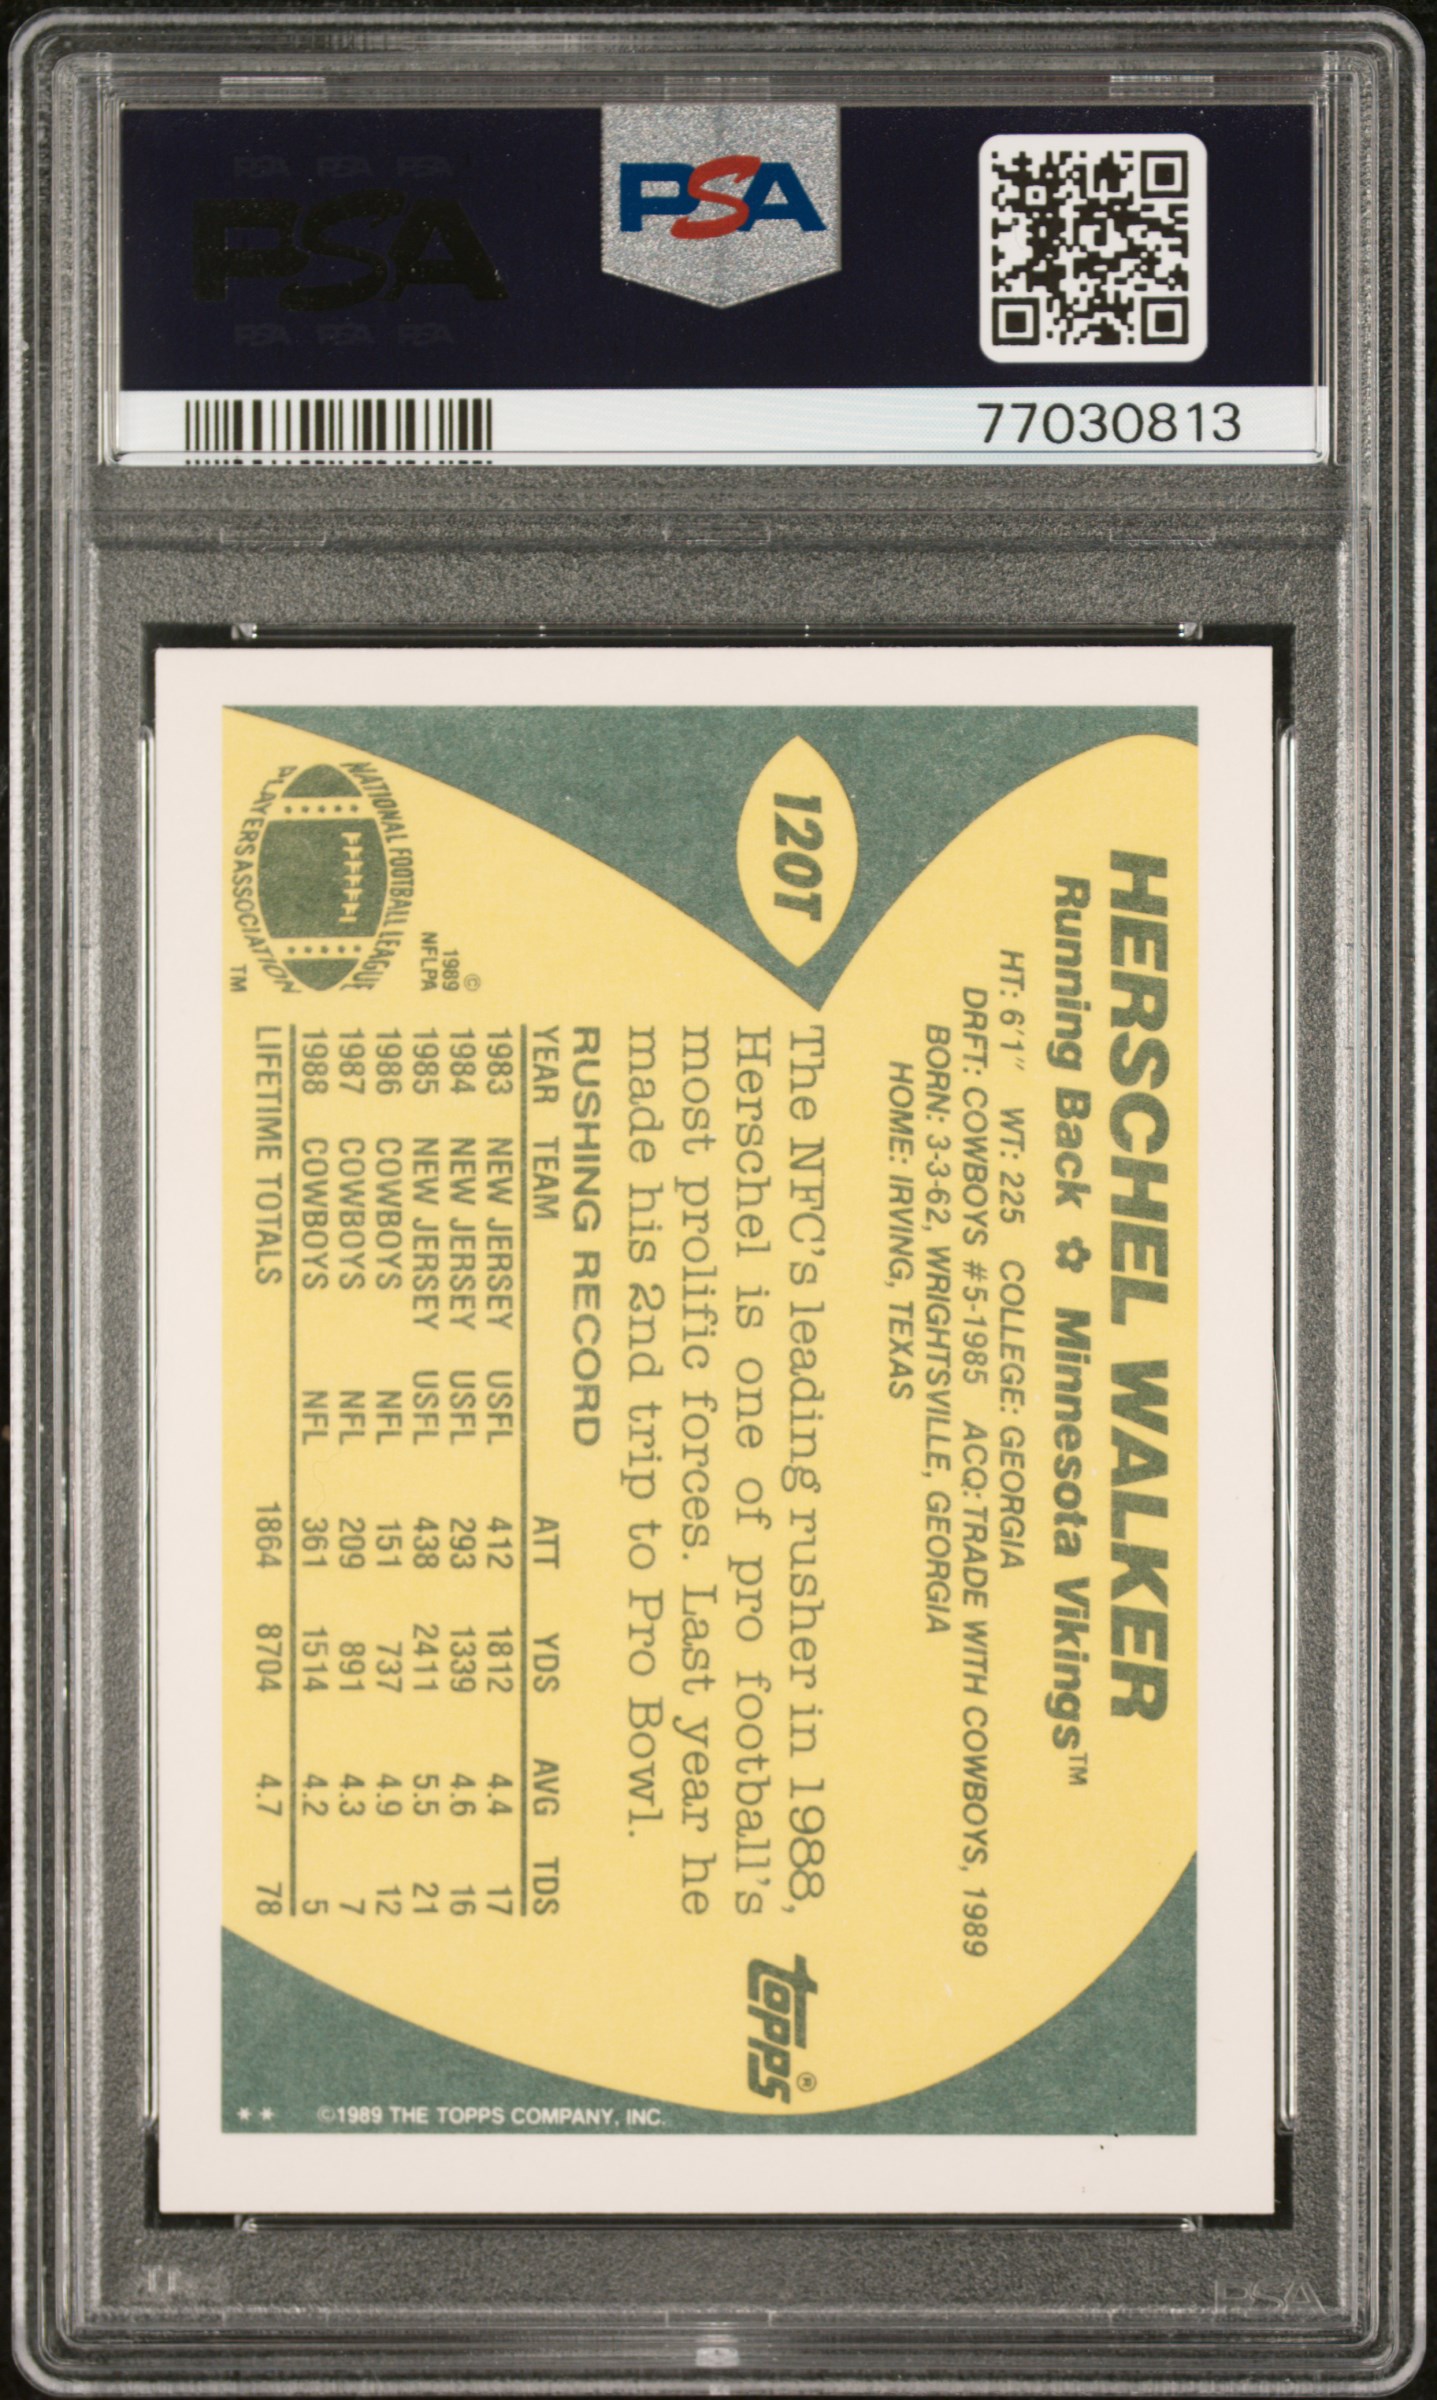 PSA PSA PSA
PSA
PSA PSA PSA
PSA
77030813
120T
HERSCHEL WALKER
Running Back ✿ Minnesota Vikings™
HT: 6'1" WT: 225 COLLEGE: GEORGIA
DRFT: COWBOYS #5-1985 ACQ: TRADE WITH COWBOYS, 1989
BORN: 3-3-62, WRIGHTSVILLE, GEORGIA
HOME: IRVING, TEXAS
The NFC's leading rusher in 1988,
Herschel is one of pro football's
most prolific forces. Last year he
made his 2nd trip to Pro Bowl.
topps®
RUSHING RECORD
YEAR TEAM ATT YDS AVG TDS
1983 NEW JERSEY USFL 412 1812 4.4 17
1984 NEW JERSEY USFL 293 1339 4.6 16
1985 NEW JERSEY USFL 438 2411 5.5 21
1986 COWBOYS NFL 151 737 4.9 12
1987 COWBOYS NFL 209 891 4.3 7
1988 COWBOYS NFL 361 1514 4.2 5
LIFETIME TOTALS 1864 8704 4.7 78
©
1989
NFLPA
NATIONAL FOOTBALL LEAGUE
PLAYERS ASSOCIATION
TM
** ©1989 THE TOPPS COMPANY, INC.
PSA